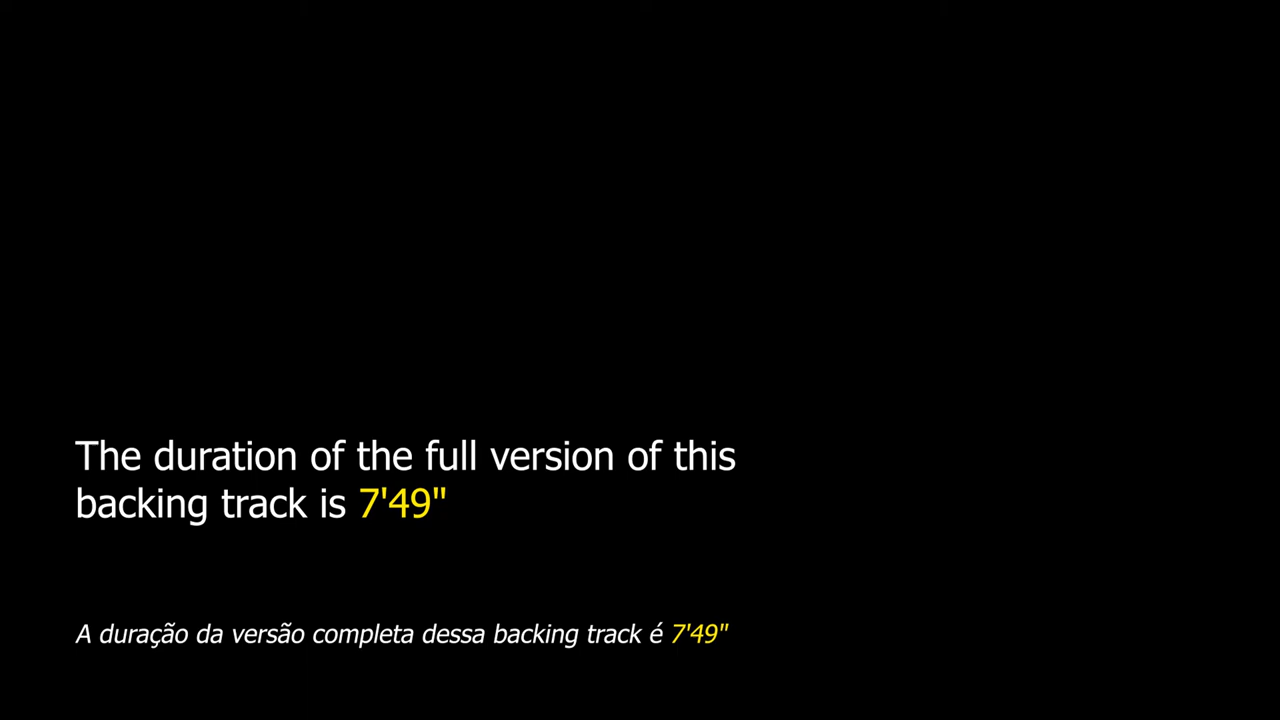 The duration of the full version of this
backing track is 7'49"
A duração da versão completa dessa backing track é 7'49"